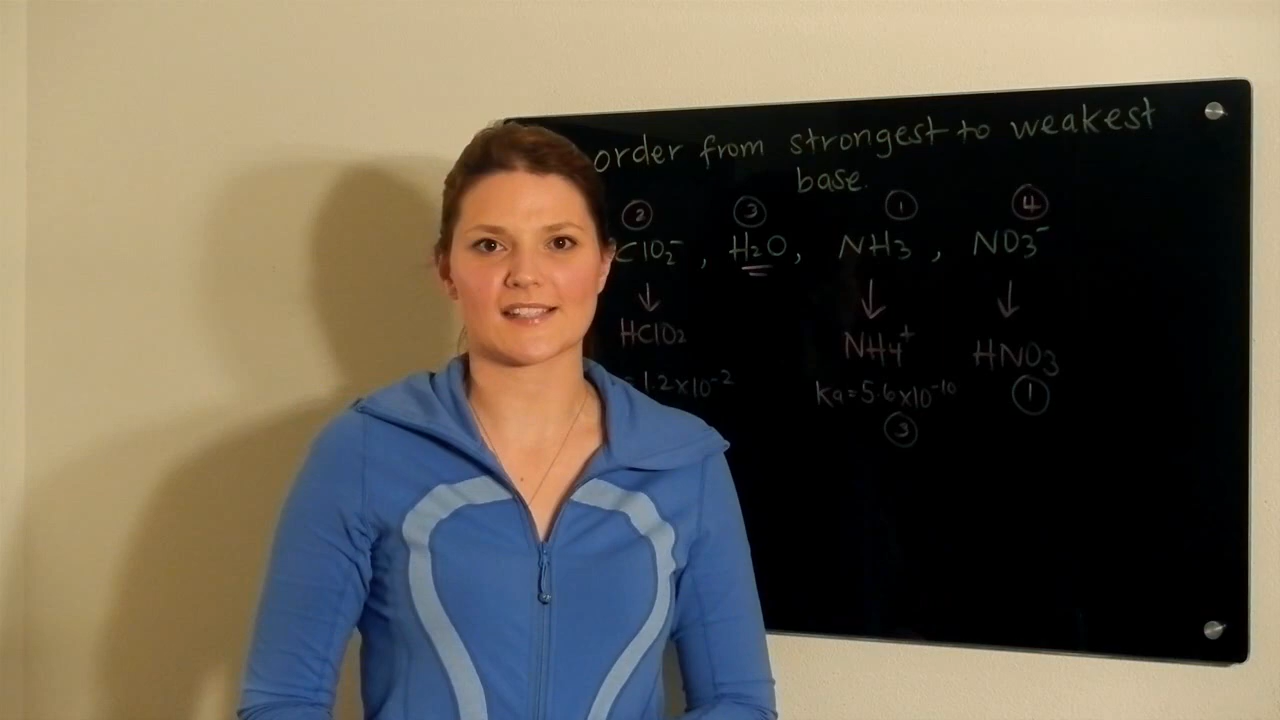 order from strongest to weakest
base.
② ③ ① ④
ClO2⁻, H2O, NH3, NO3⁻
↓ ↓ ↓
HClO2 NH4⁺ HNO3
= 1.2x10⁻² Ka=5.6x10⁻¹⁰ ①
③